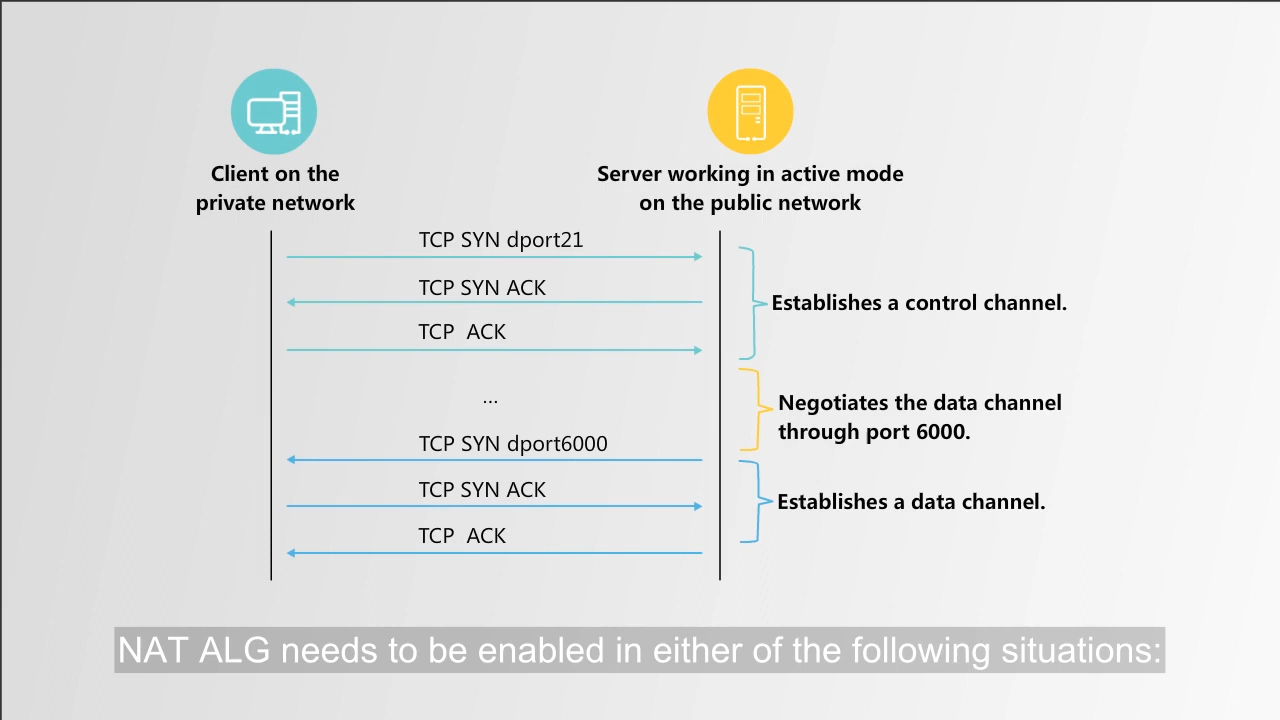 Client on the
private network
Server working in active mode
on the public network
TCP SYN dport21
TCP SYN ACK
TCP  ACK
Establishes a control channel.
...
Negotiates the data channel
through port 6000.
TCP SYN dport6000
TCP SYN ACK
TCP  ACK
Establishes a data channel.
NAT ALG needs to be enabled in either of the following situations: